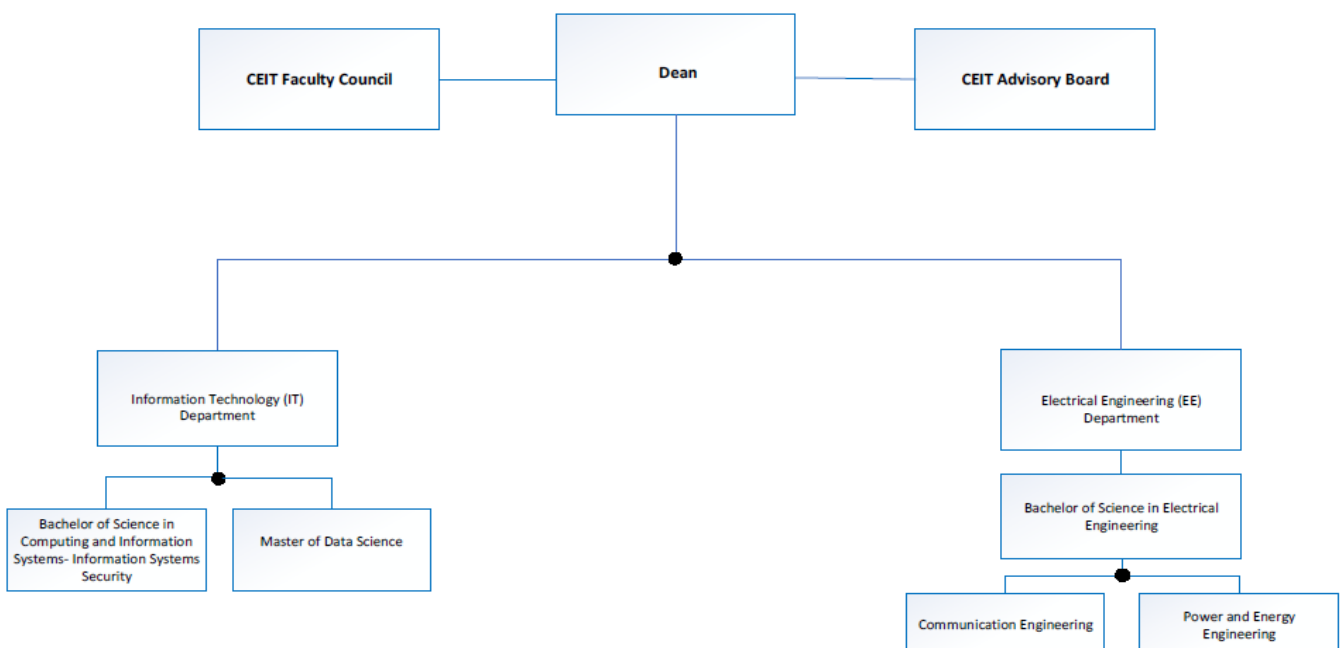 CEIT Faculty Council
Dean
CEIT Advisory Board
Information Technology (IT)
Department
Electrical Engineering (EE)
Department
Bachelor of Science in
Computing and Information
Systems- Information Systems
Security
Master of Data Science
Bachelor of Science in Electrical
Engineering
Communication Engineering
Power and Energy
Engineering